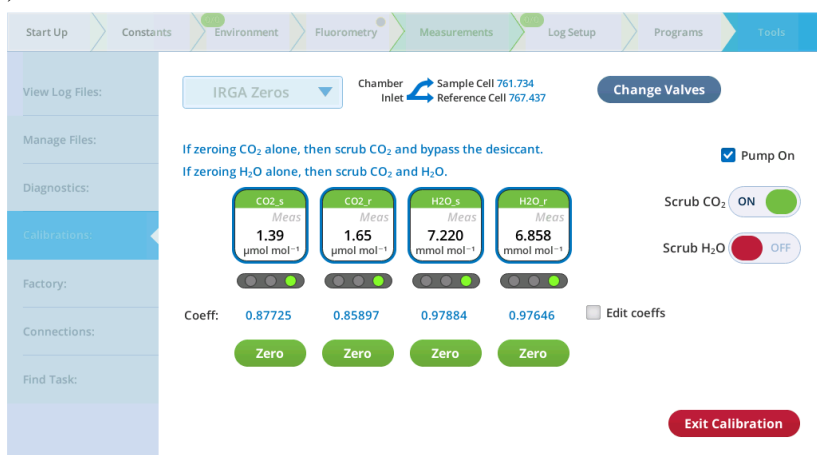 Start Up
Constants
Environment
Fluorometry
Measurements
Log Setup
Programs
Tools
View Log Files:
Manage Files:
Diagnostics:
Calibrations:
Factory:
Connections:
Find Task:
IRGA Zeros
Chamber Sample Cell 761.734
Inlet Reference Cell 767.437
Change Valves
If zeroing CO₂ alone, then scrub CO₂ and bypass the desiccant.
If zeroing H₂O alone, then scrub CO₂ and H₂O.
Pump On
Scrub CO₂ ON
Scrub H₂O OFF
CO2_s CO2_r H2O_s H2O_r
Meas Meas Meas Meas
1.39 1.65 7.220 6.858
µmol mol⁻¹ µmol mol⁻¹ mmol mol⁻¹ mmol mol⁻¹
Coeff: 0.87725 0.85897 0.97884 0.97646 Edit coeffs
Zero Zero Zero Zero
Exit Calibration